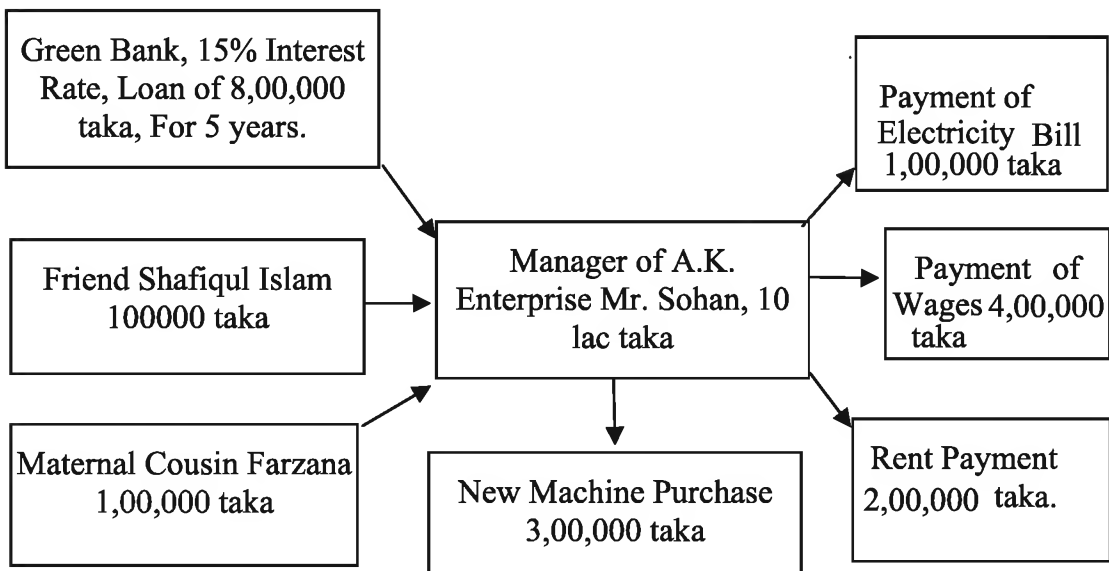 Green Bank, 15% Interest
Rate, Loan of 8,00,000
taka, For 5 years.
Payment of
Electricity Bill
1,00,000 taka
Friend Shafiqul Islam
100000 taka
Manager of A.K.
Enterprise Mr. Sohan, 10
lac taka
Payment of
Wages 4,00,000
taka
Maternal Cousin Farzana
1,00,000 taka
New Machine Purchase
3,00,000 taka
Rent Payment
2,00,000 taka.